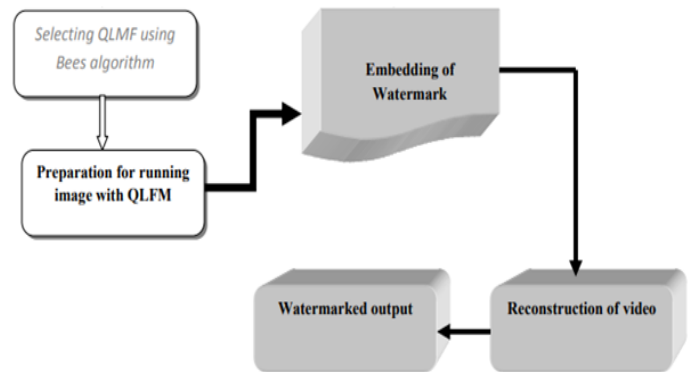 Selecting QLMF using
Bees algorithm
Preparation for running
image with QLFM
Embedding of
Watermark
Reconstruction of video
Watermarked output